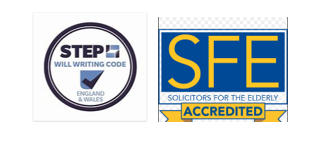 STEP
WILL WRITING CODE
ENGLAND
& WALES
SFE
SOLICITORS FOR THE ELDERLY
ACCREDITED